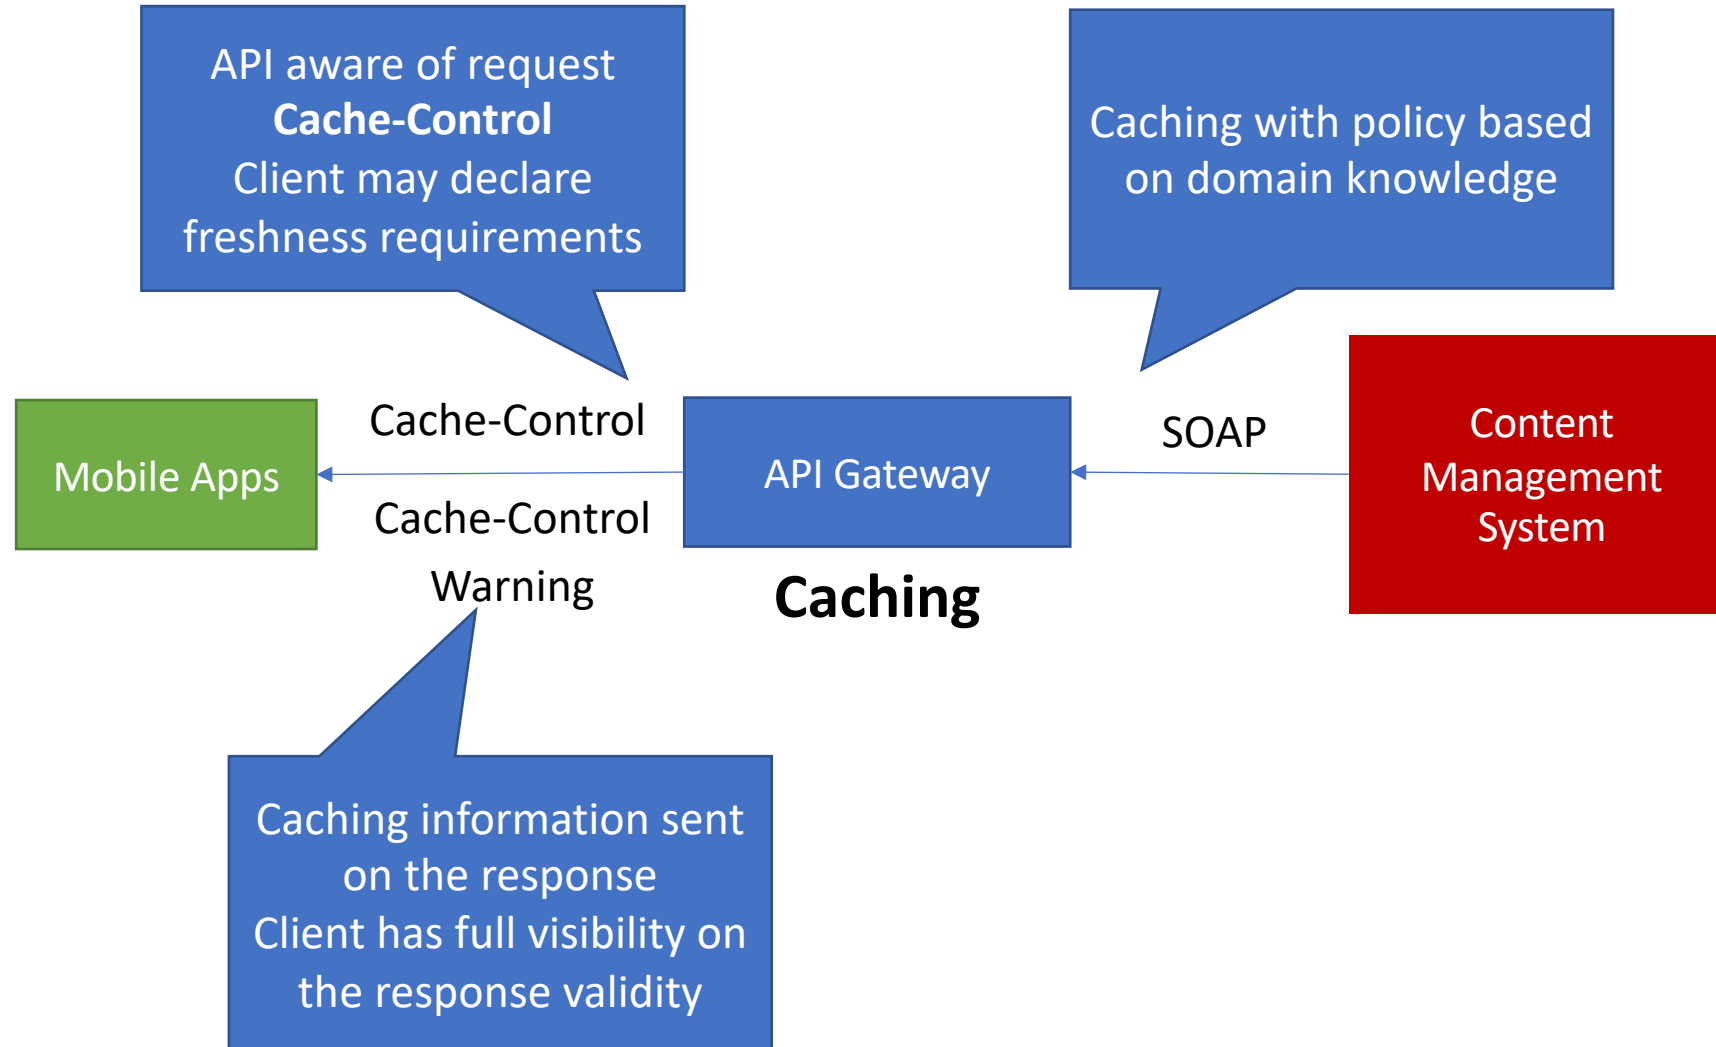 API aware of request
Cache-Control
Client may declare
freshness requirements
Caching with policy based
on domain knowledge
Mobile Apps
Cache-Control
Cache-Control
Warning
API Gateway
Caching
SOAP
Content
Management
System
Caching information sent
on the response
Client has full visibility on
the response validity